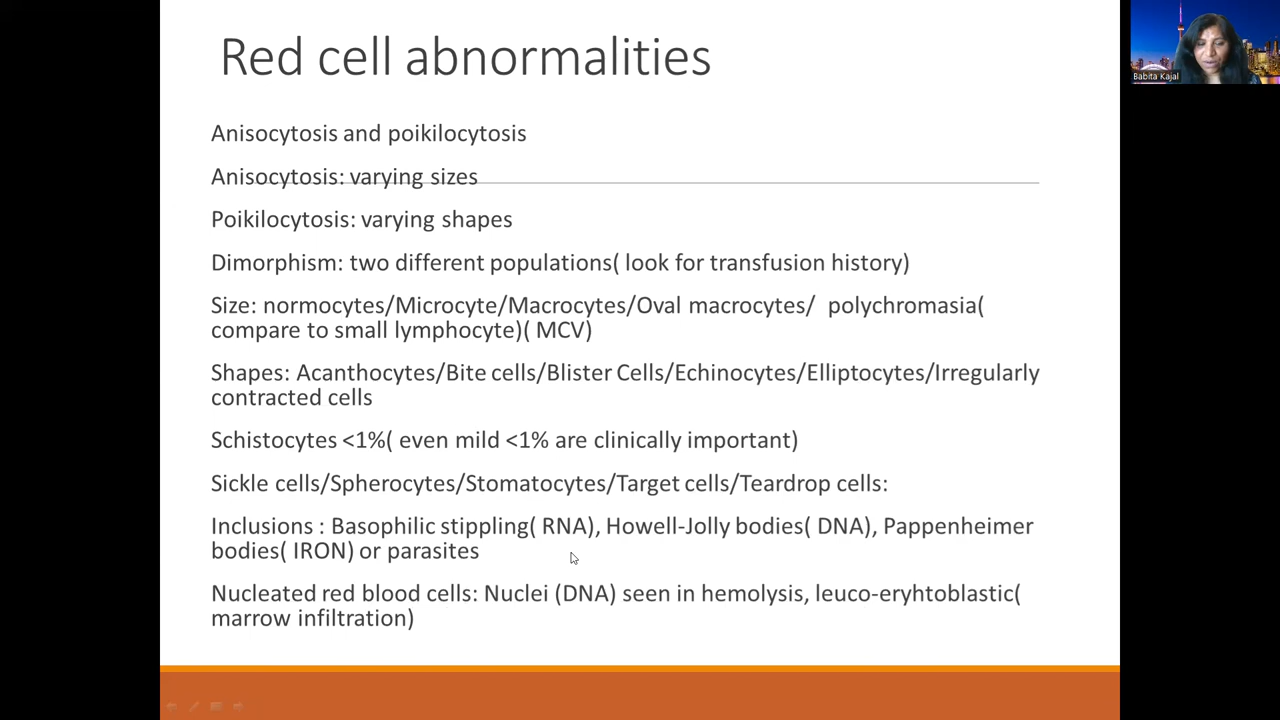 Red cell abnormalities
Babita Kajal
Anisocytosis and poikilocytosis
Anisocytosis: varying sizes
Poikilocytosis: varying shapes
Dimorphism: two different populations( look for transfusion history)
Size: normocytes/Microcyte/Macrocytes/Oval macrocytes/  polychromasia(
compare to small lymphocyte)( MCV)
Shapes: Acanthocytes/Bite cells/Blister Cells/Echinocytes/Elliptocytes/Irregularly
contracted cells
Schistocytes <1%( even mild <1% are clinically important)
Sickle cells/Spherocytes/Stomatocytes/Target cells/Teardrop cells:
Inclusions : Basophilic stippling( RNA), Howell-Jolly bodies( DNA), Pappenheimer
bodies( IRON) or parasites
Nucleated red blood cells: Nuclei (DNA) seen in hemolysis, leuco-eryhtoblastic(
marrow infiltration)